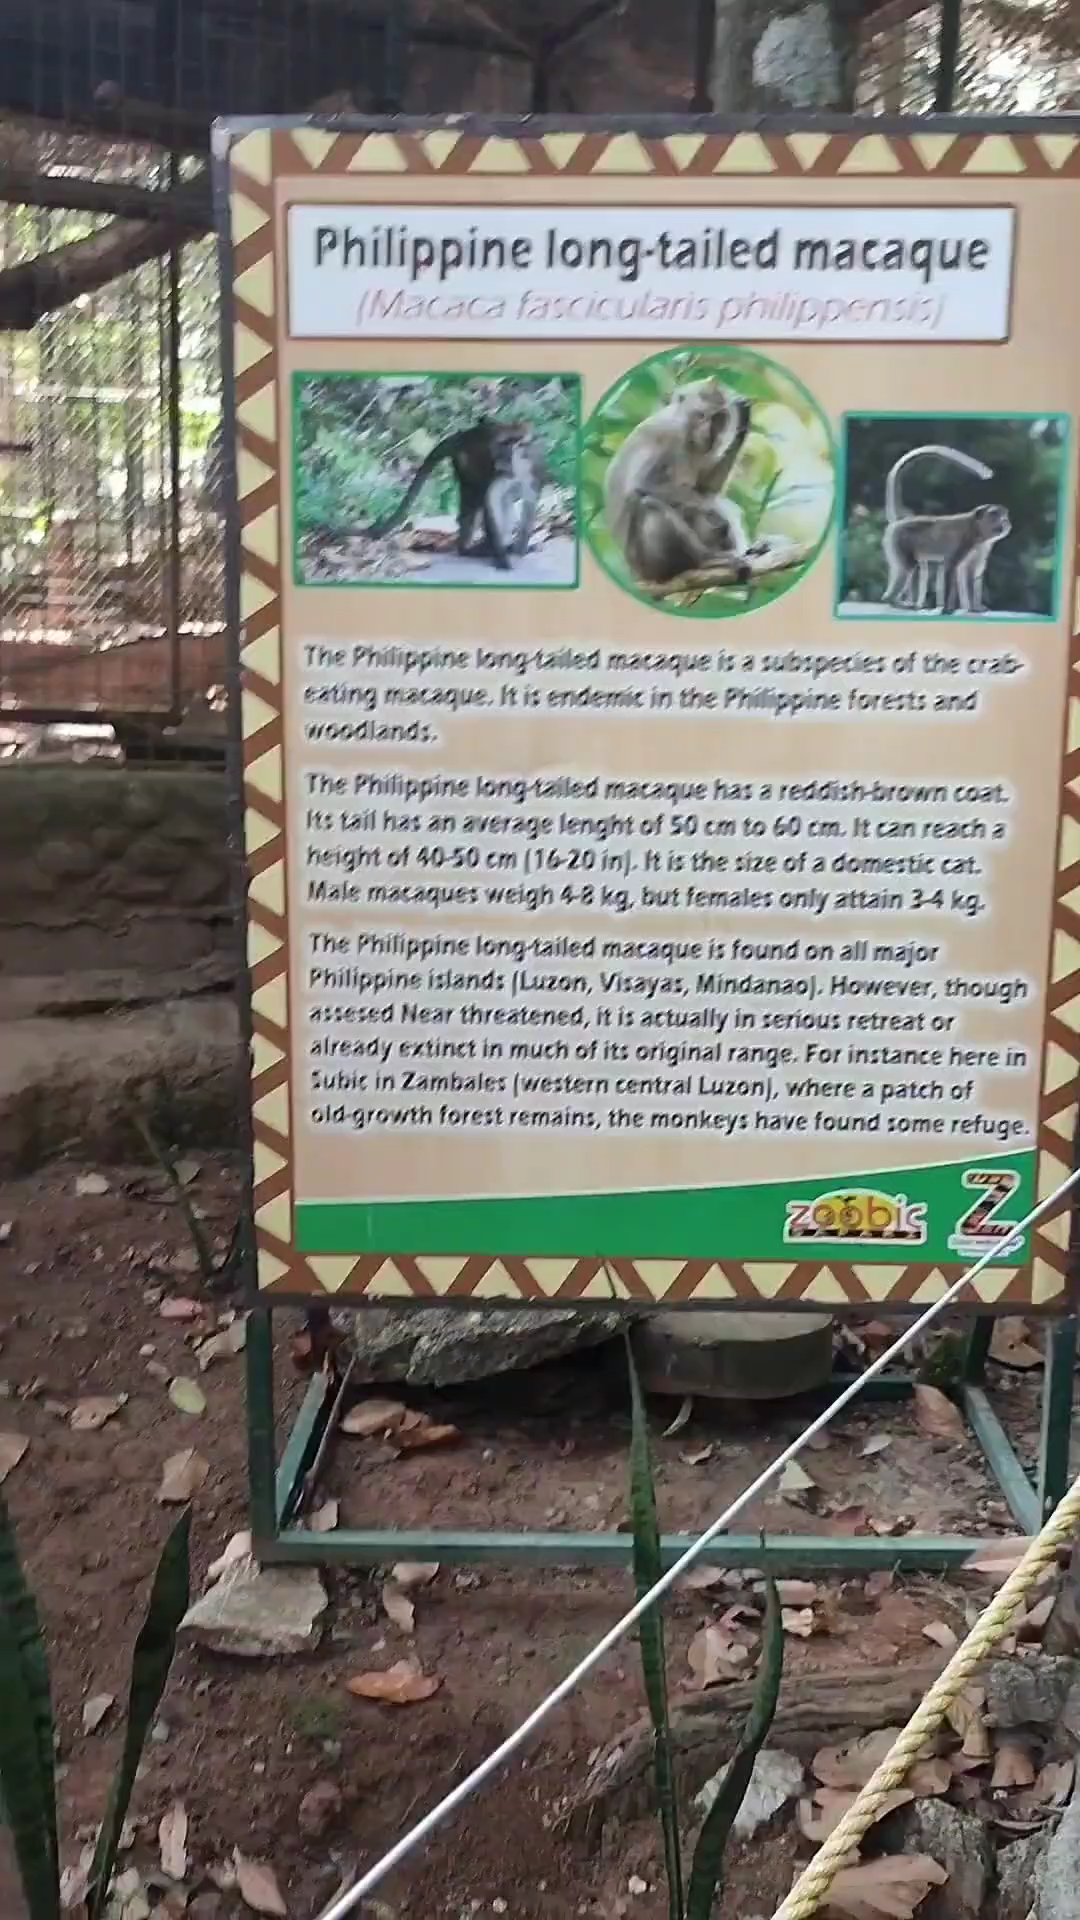 Philippine long-tailed macaque
(Macaca fascicularis philippensis)
The Philippine long-tailed macaque is a subspecies of the crab-
eating macaque. It is endemic in the Philippine forests and
woodlands.
The Philippine long-tailed macaque has a reddish-brown coat.
Its tail has an average lenght of 50 cm to 60 cm. It can reach a
height of 40-50 cm (16-20 in). It is the size of a domestic cat.
Male macaques weigh 4-8 kg, but females only attain 3-4 kg.
The Philippine long-tailed macaque is found on all major
Philippine islands (Luzon, Visayas, Mindanao). However, though
assesed Near threatened, it is actually in serious retreat or
already extinct in much of its original range. For instance here in
Subic in Zambales (western central Luzon), where a patch of
old-growth forest remains, the monkeys have found some refuge.
zoobic
Z